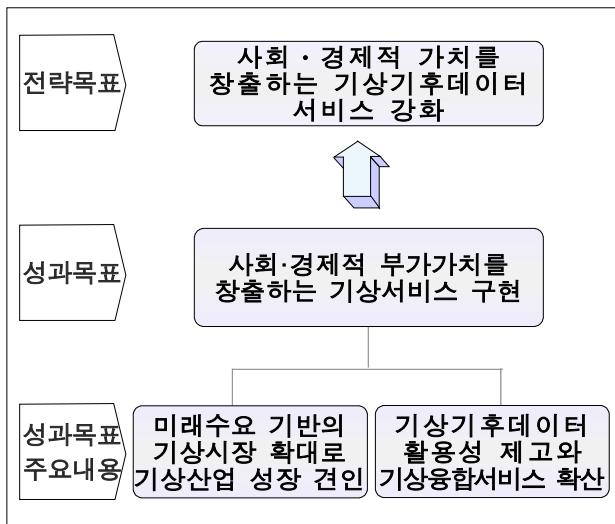 전략목표
사회・경제적 가치를
창출하는 기상기후데이터
서비스 강화
성과목표
사회·경제적 부가가치를
창출하는 기상서비스 구현
성과목표
주요내용
미래수요 기반의
기상시장 확대로
기상산업 성장 견인
기상기후데이터
활용성 제고와
기상융합서비스 확산